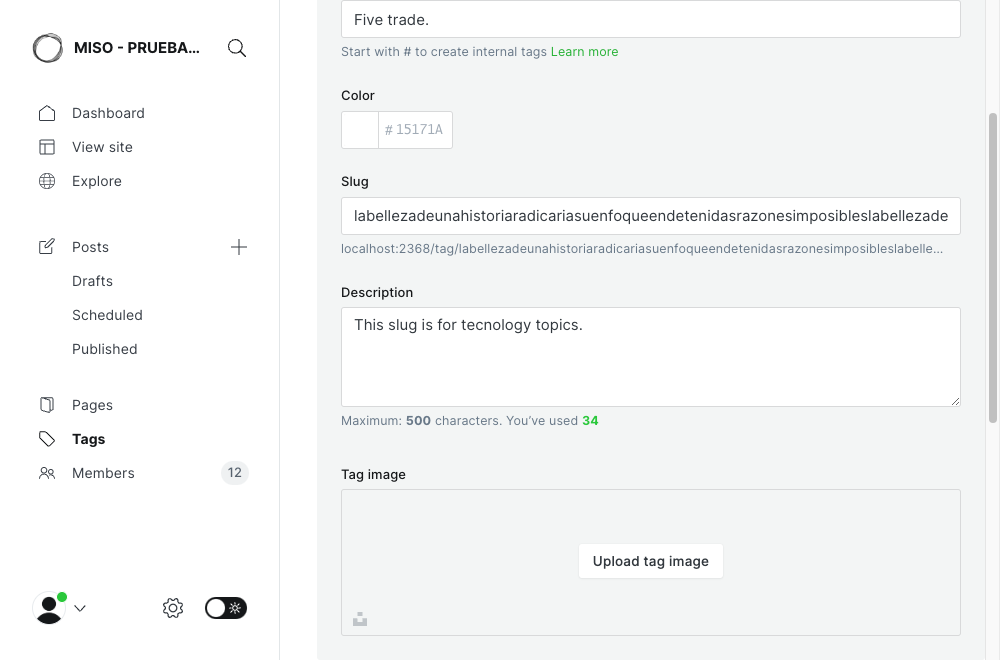 MISO - PRUEBA...
Dashboard
View site
Explore
Posts
Drafts
Scheduled
Published
Pages
Tags
Members
12
Five trade.
Start with # to create internal tags Learn more
Color
# 15171A
Slug
labellezadeunahistoriaradicariasuenfoqueendetenidasrazonesimposibleslabellezade
localhost:2368/tag/labellezadeunahistoriaradicariasuenfoqueendetenidasrazonesimposibleslabelle...
Description
This slug is for tecnology topics.
Maximum: 500 characters. You’ve used 34
Tag image
Upload tag image